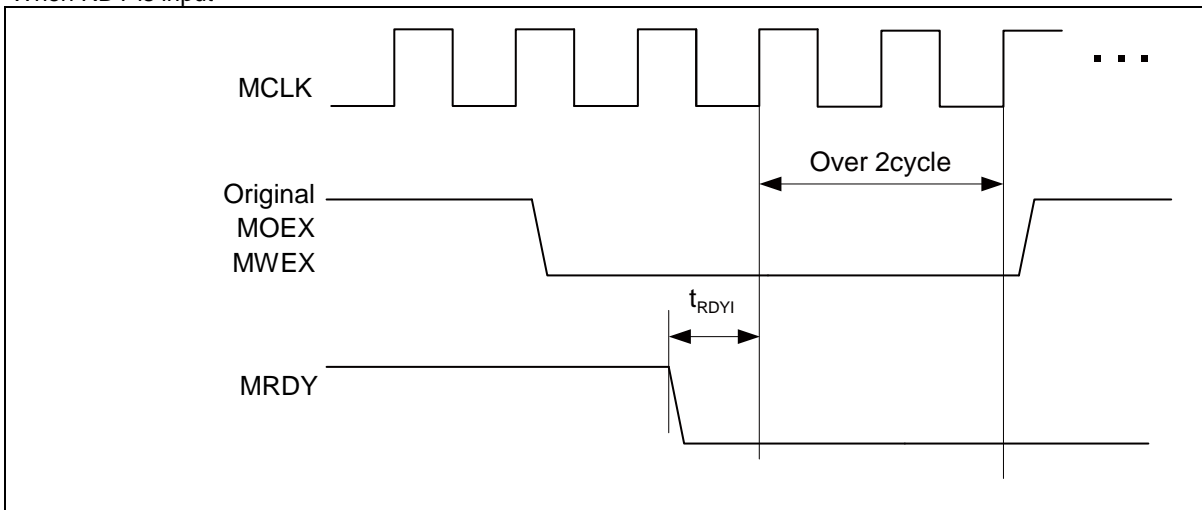 When RDY is input
MCLK
Over 2cycle
Original
MOEX
MWEX
tRDYI
MRDY